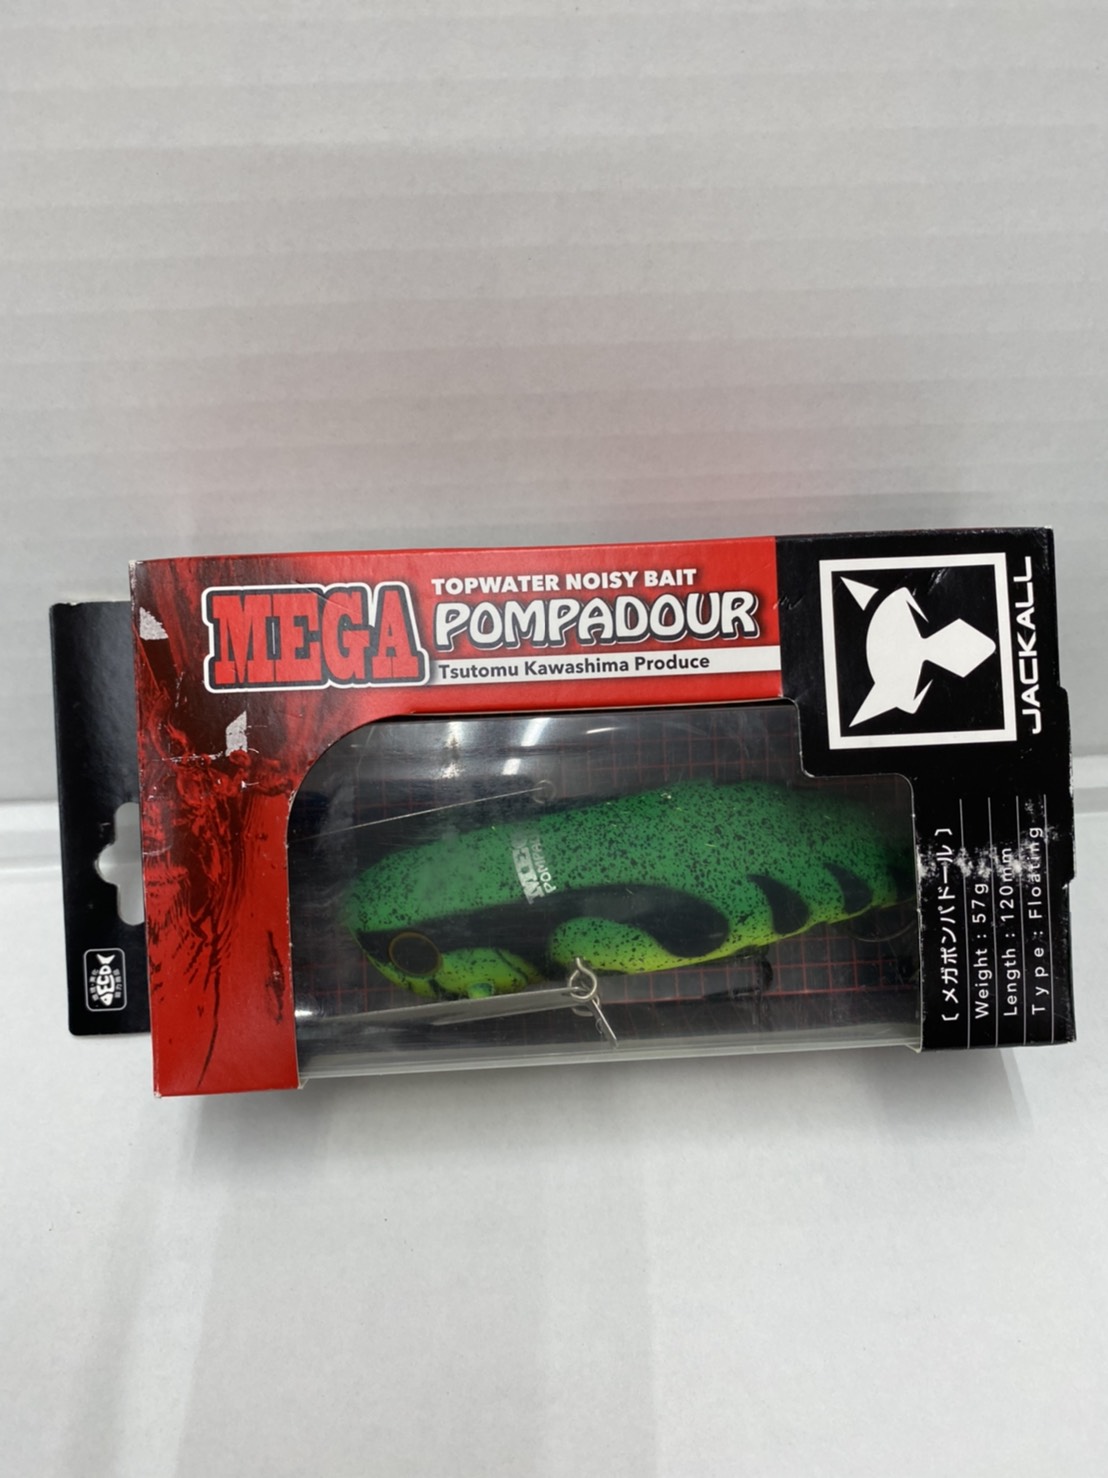 MEGA
TOPWATER NOISY BAIT
POMPADOUR
Tsutomu Kawashima Produce
JACKALL
[メガポンパドール]
Weight : 57g
Length : 120mm
Type : Floating